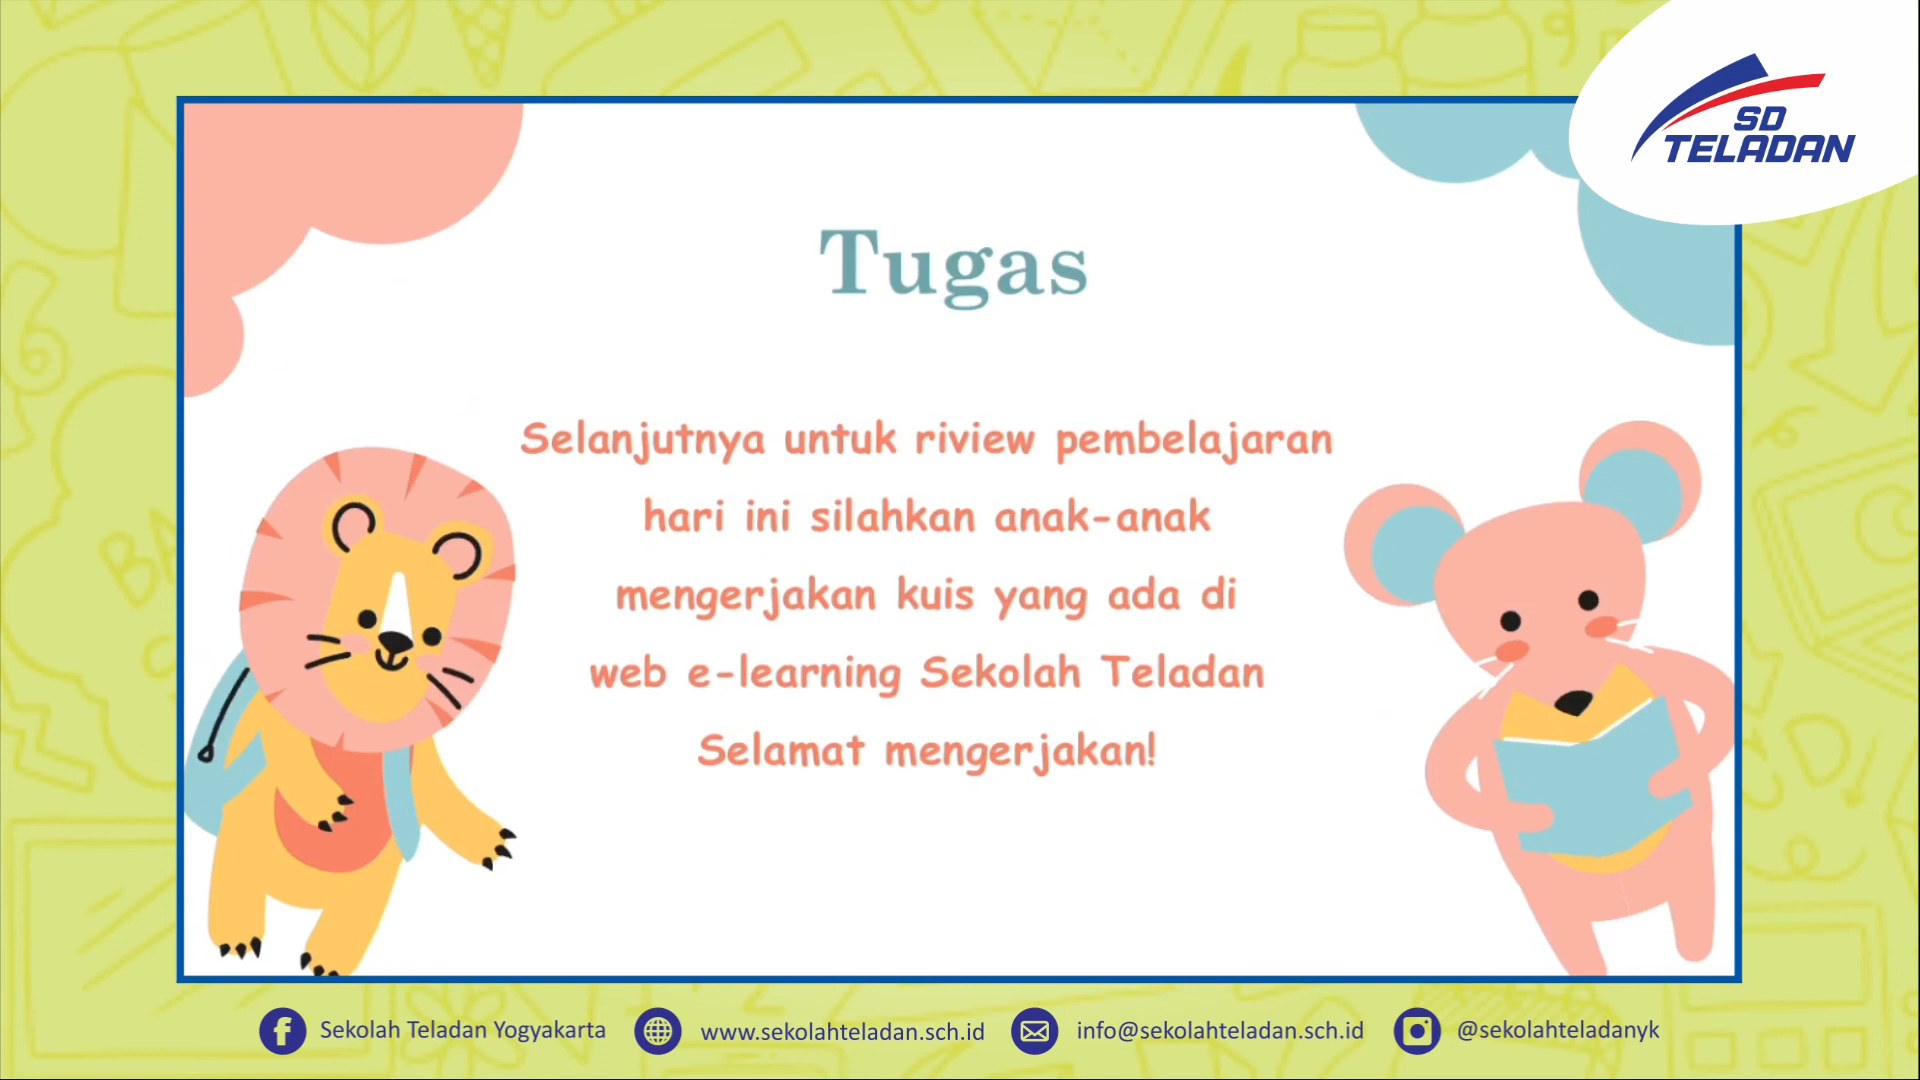 SD
TELADAN
Tugas
Selanjutnya untuk riview pembelajaran
hari ini silahkan anak-anak
mengerjakan kuis yang ada di
web e-learning Sekolah Teladan
Selamat mengerjakan!
Sekolah Teladan Yogyakarta
www.sekolahteladan.sch.id
info@sekolahteladan.sch.id
@sekolahteladanyk